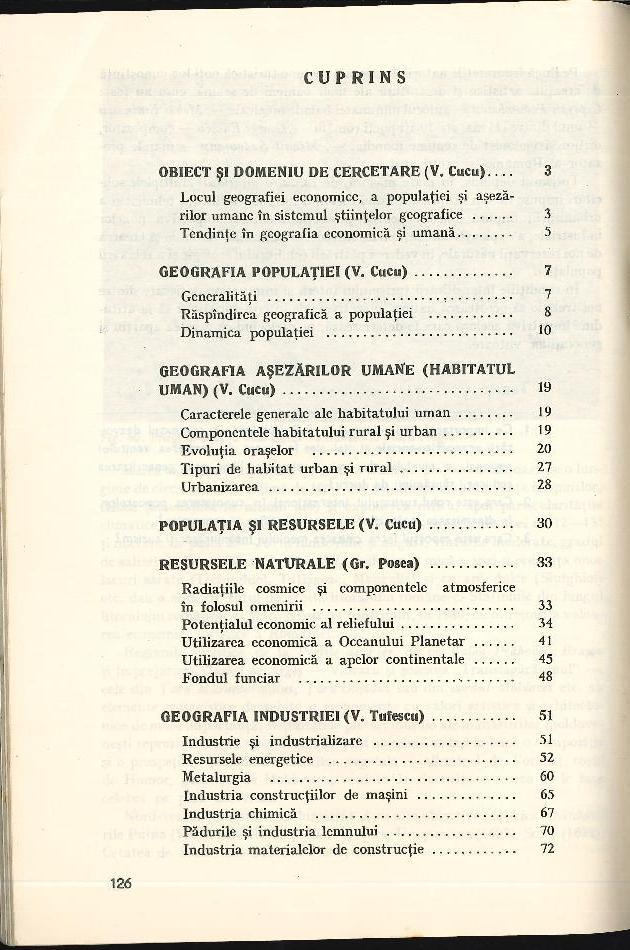 CUPRINS
OBIECT ŞI DOMENIU DE CERCETARE (V. Cucu).... 3
Locul geografiei economice, a populaţiei şi aşeză-
rilor umane în sistemul ştiinţelor geografice ...... 3
Tendinţe în geografia economică şi umană........ 5
GEOGRAFIA POPULAŢIEI (V. Cucu) .............. 7
Generalităţi .................................. 7
Răspîndirea geografică a populaţiei ............ 8
Dinamica populaţiei .......................... 10
GEOGRAFIA AŞEZĂRILOR UMANE (HABITATUL
UMAN) (V. Cucu) ................................ 19
Caracterele generale ale habitatului uman ........ 19
Componentele habitatului rural şi urban .......... 19
Evoluţia oraşelor ............................ 20
Tipuri de habitat urban şi rural ................ 27
Urbanizarea .................................. 28
POPULAŢIA ŞI RESURSELE (V. Cucu) ............ 30
RESURSELE NATURALE (Gr. Posea) ............ 33
Radiaţiile cosmice şi componentele atmosferice
în folosul omenirii ............................ 33
Potenţialul economic al reliefului ................ 34
Utilizarea economică a Oceanului Planetar ...... 41
Utilizarea economică a apelor continentale ...... 45
Fondul funciar .............................. 48
GEOGRAFIA INDUSTRIEI (V. Tufescu) ............ 51
Industrie şi industrializare .................... 51
Resursele energetice .......................... 52
Metalurgia .................................. 60
Industria construcţiilor de maşini .............. 65
Industria chimică ............................ 67
Pădurile şi industria lemnului .................. 70
Industria materialelor de construcţie ............ 72
126